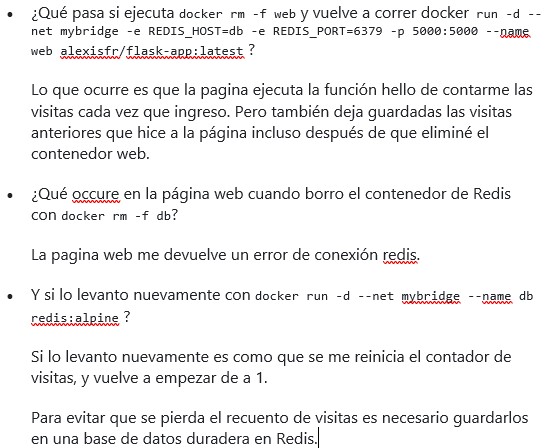 • ¿Qué pasa si ejecuta docker rm -f web y vuelve a correr docker run -d --
net mybridge -e REDIS_HOST=db -e REDIS_PORT=6379 -p 5000:5000 --name
web alexisfr/flask-app:latest ?
Lo que ocurre es que la pagina ejecuta la función hello de contarme las
visitas cada vez que ingreso. Pero también deja guardadas las visitas
anteriores que hice a la página incluso después de que eliminé el
contenedor web.
• ¿Qué occure en la página web cuando borro el contenedor de Redis
con docker rm -f db?
La pagina web me devuelve un error de conexión redis.
• Y si lo levanto nuevamente con docker run -d --net mybridge --name db
redis:alpine ?
Si lo levanto nuevamente es como que se me reinicia el contador de
visitas, y vuelve a empezar de a 1.
Para evitar que se pierda el recuento de visitas es necesario guardarlos
en una base de datos duradera en Redis.